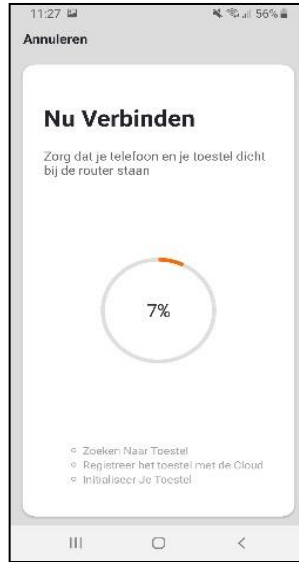 11:27 56%
Annuleren
Nu Verbinden
Zorg dat je telefoon en je toestel dicht
bij de router staan
7%
Zoeken Naar Toestel
Registreer het toestel met de Cloud
Initialiseer Je Toestel